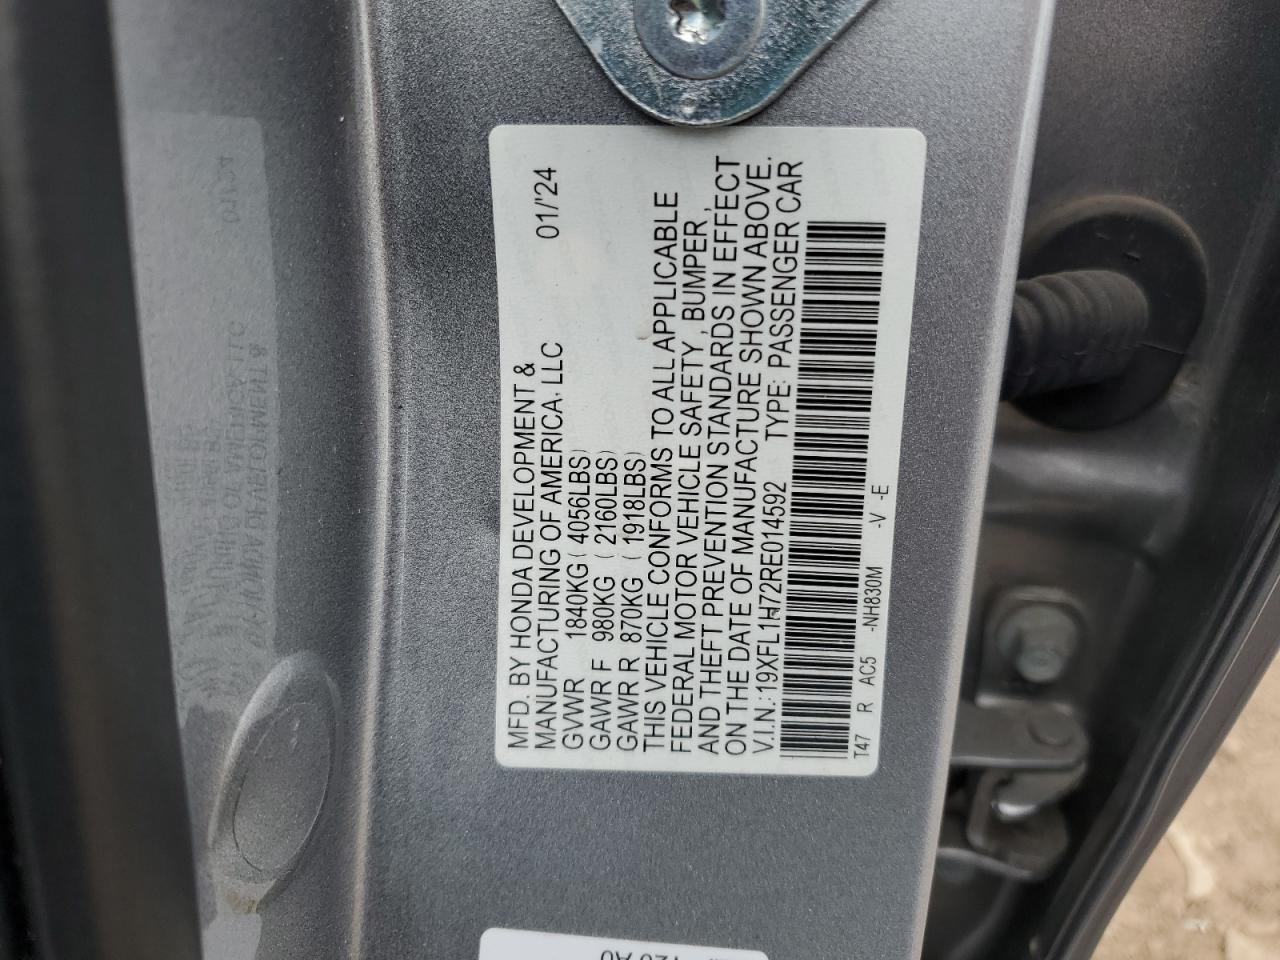 MFD. BY HONDA DEVELOPMENT &
MANUFACTURING OF AMERICA, LLC 01/'24
GVWR 1840KG ( 4056LBS)
GAWR F 980KG ( 2160LBS)
GAWR R 870KG ( 1918LBS)
THIS VEHICLE CONFORMS TO ALL APPLICABLE
FEDERAL MOTOR VEHICLE SAFETY, BUMPER,
AND THEFT PREVENTION STANDARDS IN EFFECT
ON THE DATE OF MANUFACTURE SHOWN ABOVE.
V.I.N.:19XFL1H72RE014592 TYPE: PASSENGER CAR
T47 R AC5 -NH830M -V -E